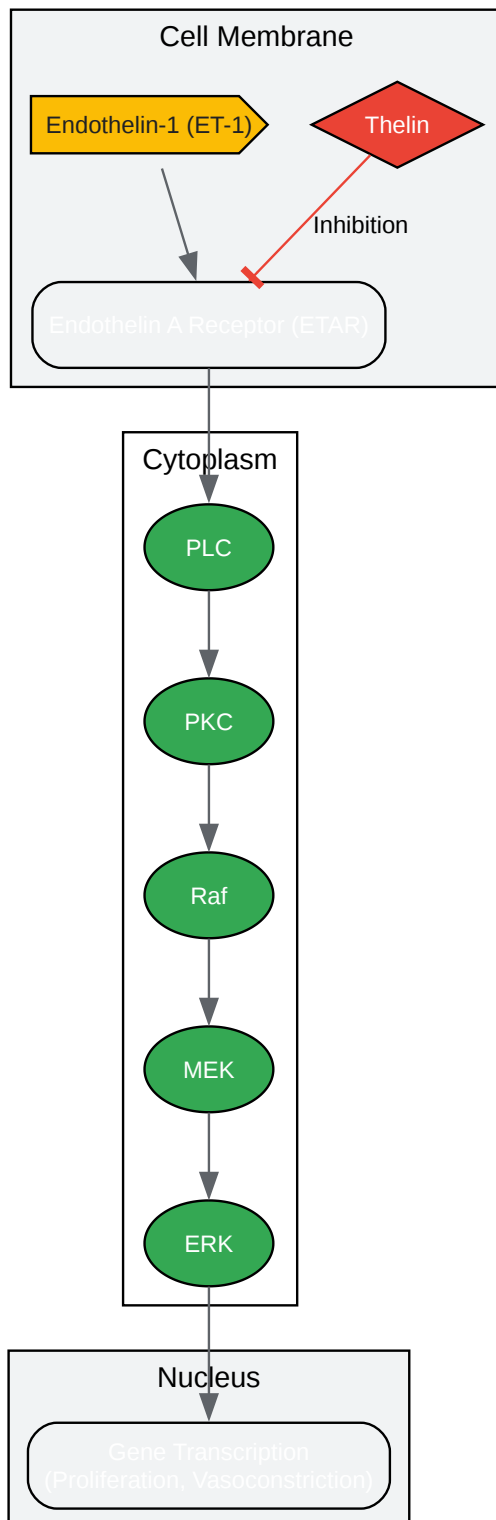 Cell Membrane
Endothelin-1 (ET-1)
Thelin
Inhibition
Endothelin A Receptor (ETAR)
Cytoplasm
PLC
PKC
Raf
MEK
ERK
Nucleus
Gene Transcription
(Proliferation, Vasoconstriction)